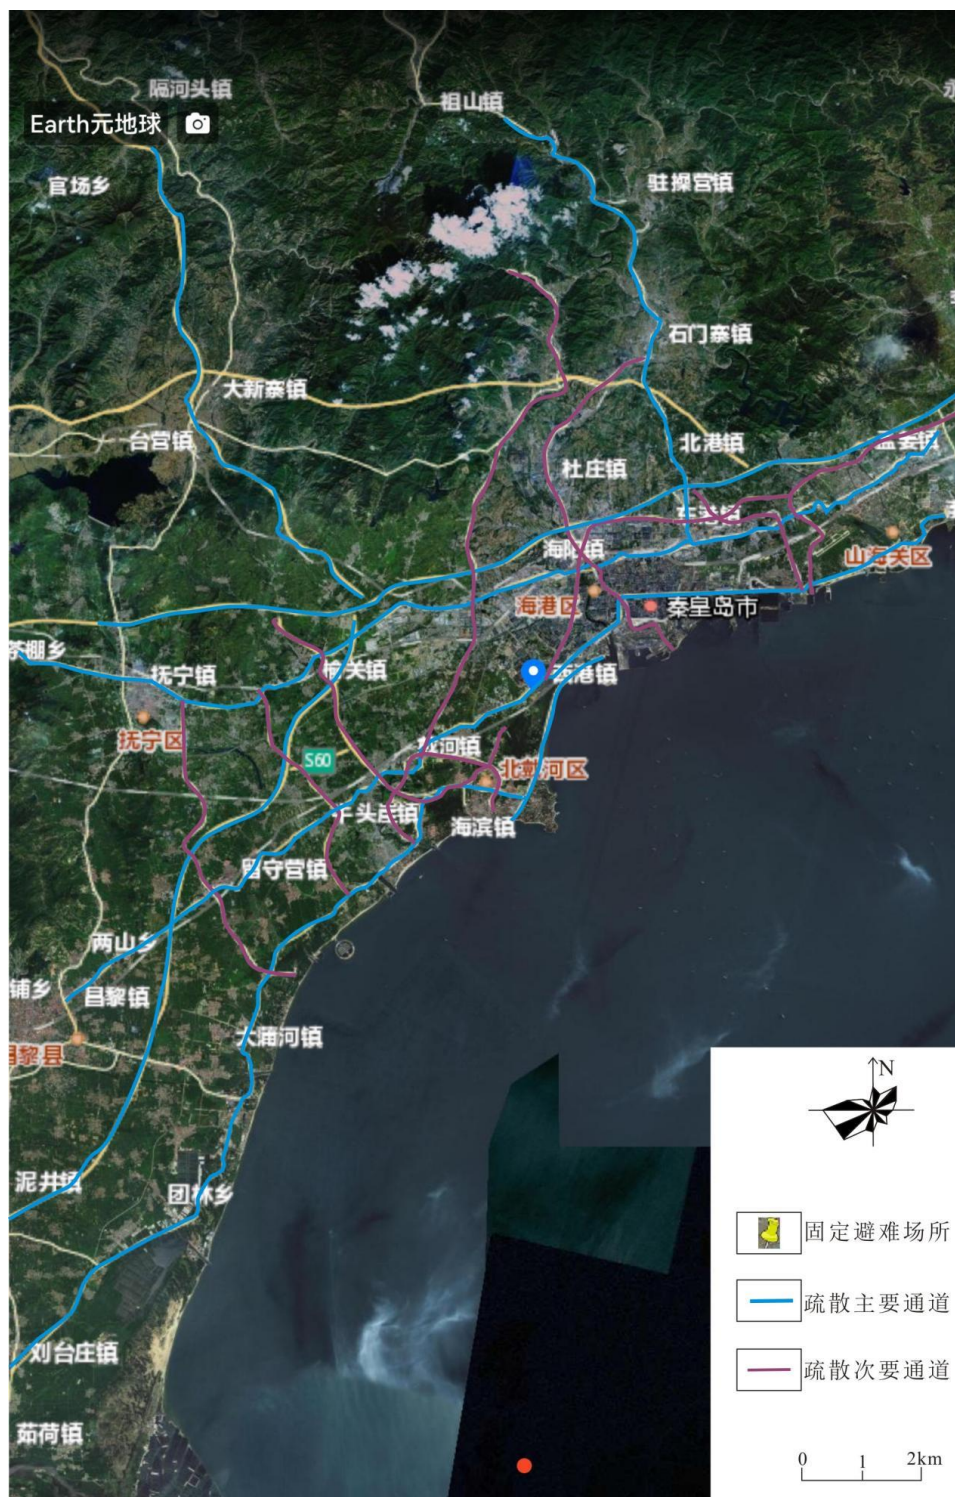 隔河头镇
祖山镇
Earth元地球
官场乡
驻操营镇
石门寨镇
大新寨镇
台营镇
北港镇
杜庄镇
海阳镇
山海关区
海港区
秦皇岛市
茶棚乡
抚宁镇
榆关镇
西港镇
抚宁区
S60
北戴河区
牛头崖镇
海滨镇
留守营镇
两山乡
铺乡
昌黎镇
大蒲河镇
昌黎县
泥井镇
团林乡
刘台庄镇
茹荷镇
N
固定避难场所
疏散主要通道
疏散次要通道
0 1 2km